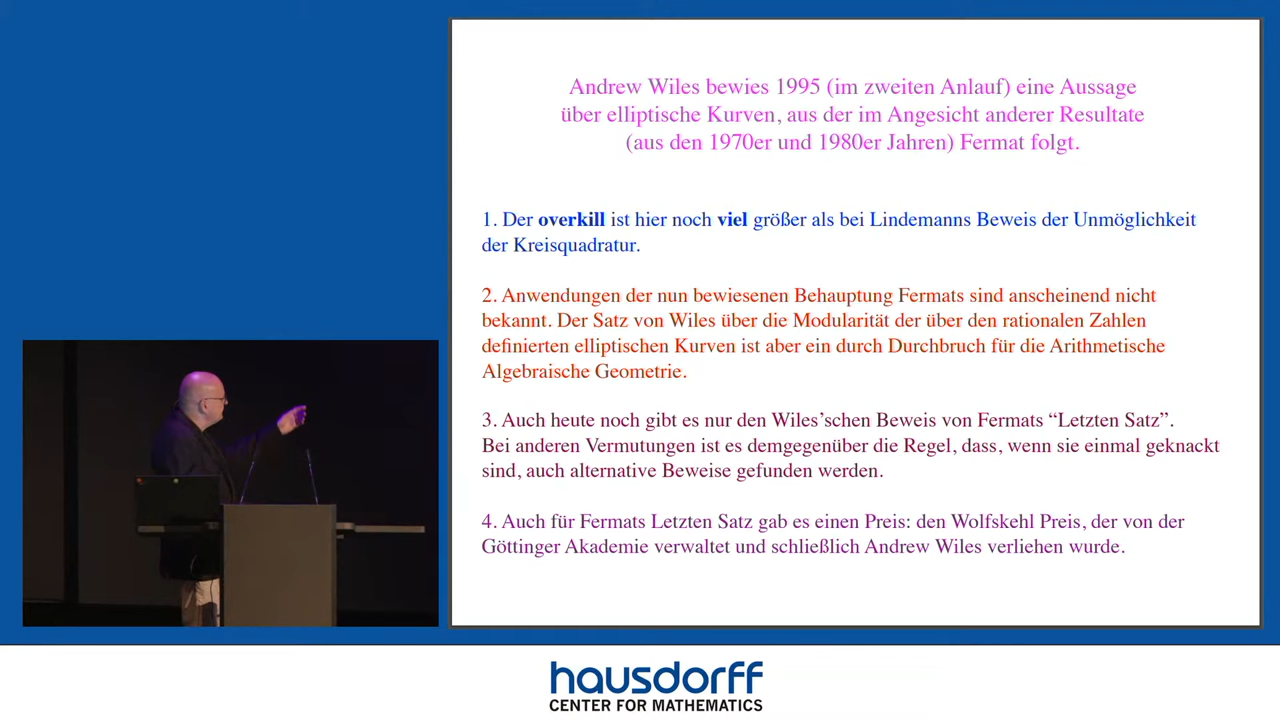 Andrew Wiles bewies 1995 (im zweiten Anlauf) eine Aussage
über elliptische Kurven, aus der im Angesicht anderer Resultate
(aus den 1970er und 1980er Jahren) Fermat folgt.
1. Der overkill ist hier noch viel größer als bei Lindemanns Beweis der Unmöglichkeit
der Kreisquadratur.
2. Anwendungen der nun bewiesenen Behauptung Fermats sind anscheinend nicht
bekannt. Der Satz von Wiles über die Modularität der über den rationalen Zahlen
definierten elliptischen Kurven ist aber ein durch Durchbruch für die Arithmetische
Algebraische Geometrie.
3. Auch heute noch gibt es nur den Wiles’schen Beweis von Fermats “Letzten Satz”.
Bei anderen Vermutungen ist es demgegenüber die Regel, dass, wenn sie einmal geknackt
sind, auch alternative Beweise gefunden werden.
4. Auch für Fermats Letzten Satz gab es einen Preis: den Wolfskehl Preis, der von der
Göttinger Akademie verwaltet und schließlich Andrew Wiles verliehen wurde.
hausdorff
CENTER FOR MATHEMATICS